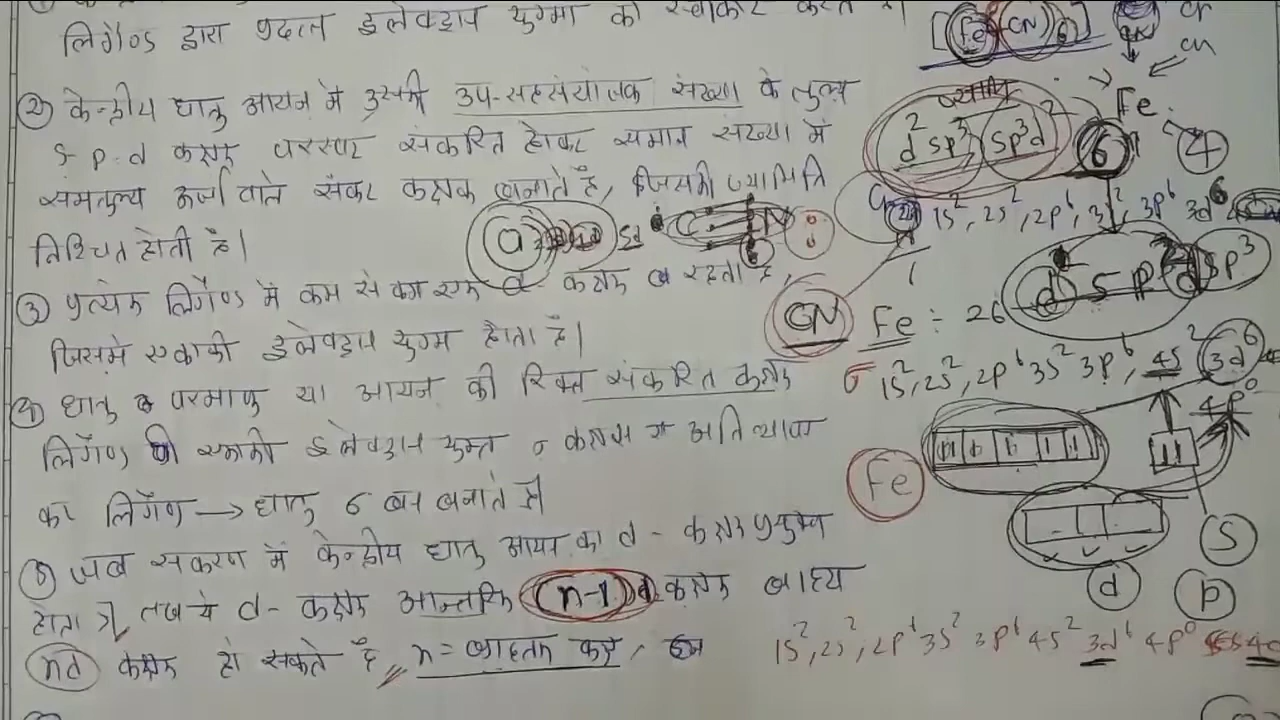 लिगैण्ड द्वारा प्रदत्त इलेक्ट्रान युग्मो को स्वीकार करते है।
② केन्द्रीय धातु आयन में उसकी उप-सहसंयोजक संख्या के तुल्य
s p d कक्षक परस्पर संकरित होकर समान संख्या में
समतुल्य ऊर्जा वाले संकर कक्षक बनाते है, जिसकी ज्यामिति
निश्चित होती है।
③ प्रत्येक लिगैण्ड में कम से कम एक कक्षक रहता है,
जिसमे एकाकी इलेक्ट्रान युग्म होता है।
④ धातु परमाणु या आयन की रिक्त संकरित कक्षक
लिगैण्ड की एकाकी इलेक्ट्रान युक्त कक्षक से अतिव्यापन
कर लिगैण्ड → धातु σ बन्ध बनाते है।
⑤ जब संकरण में केन्द्रीय धातु आयन का d - कक्षक प्रयुक्त
होता है तब ये d- कक्षक आन्तरिक (n-1)d कक्षक बाह्य
nd कक्षक हो सकते है, n = बाह्यतम कक्ष,
[Fe(CN)6]
CN
Fe
d²sp³ sp³d²
6
4
1s², 2s², 2p⁶, 3s², 3p⁶ 3d⁶
C N
d sp³
CN Fe : 26
1s², 2s², 2p⁶ 3s² 3p⁶, 4s² 3d⁶
4p⁰
Fe
s
d p
1s², 2s², 2p⁶ 3s² 3p⁶ 4s² 3d⁶ 4p⁰